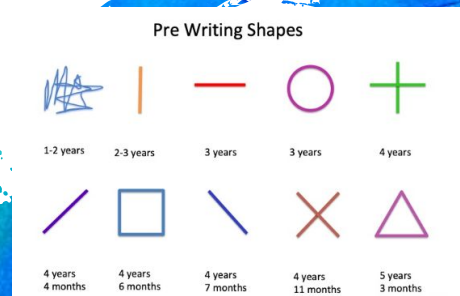 Pre Writing Shapes
1-2 years
2-3 years
3 years
3 years
4 years
4 years
4 months
4 years
6 months
4 years
7 months
4 years
11 months
5 years
3 months